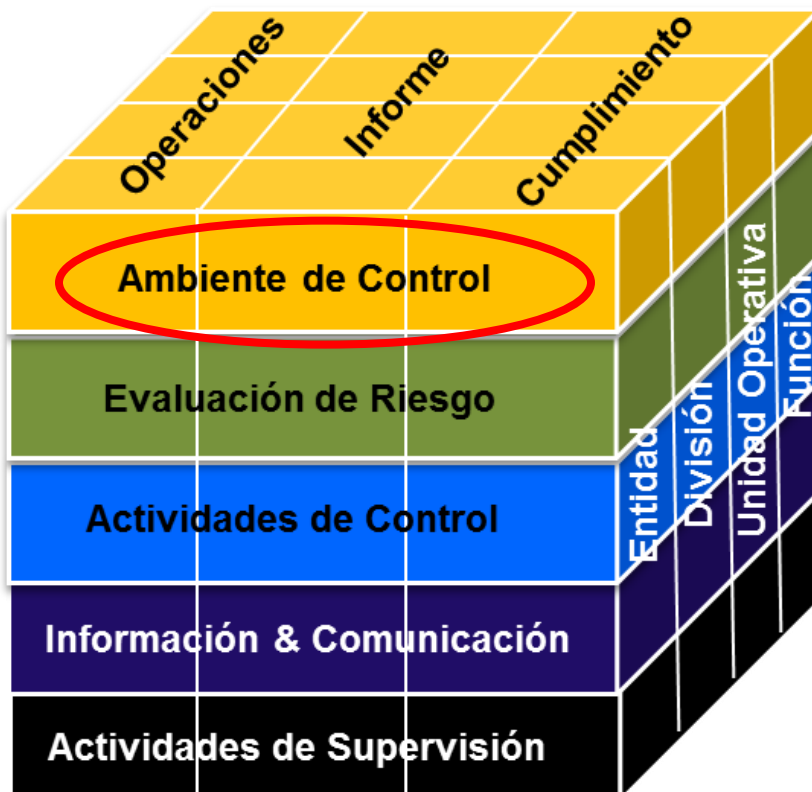 Operaciones
Informe
Cumplimiento
Ambiente de Control
Evaluación de Riesgo
Actividades de Control
Información & Comunicación
Actividades de Supervisión
Entidad
División
Unidad Operativa
Función